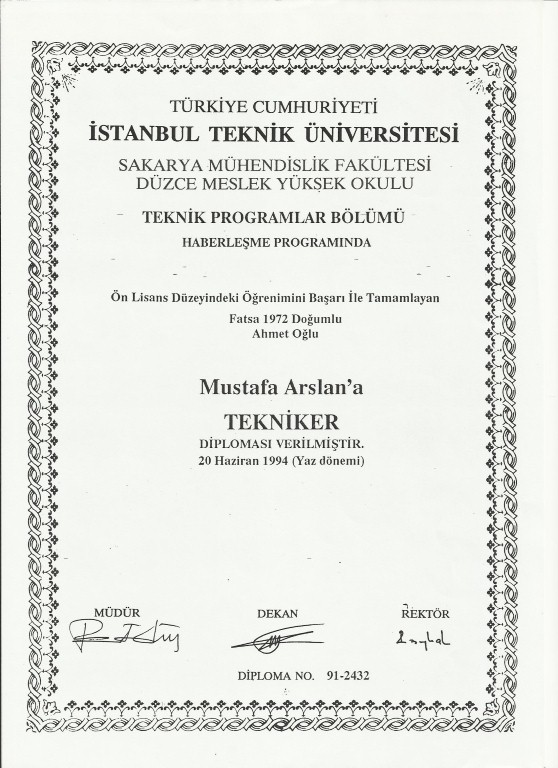 TÜRKİYE CUMHURİYETİ
İSTANBUL TEKNİK ÜNİVERSİTESİ
SAKARYA MÜHENDİSLİK FAKÜLTESİ
DÜZCE MESLEK YÜKSEK OKULU
TEKNİK PROGRAMLAR BÖLÜMÜ
HABERLEŞME PROGRAMINDA
Ön Lisans Düzeyindeki Öğrenimini Başarı İle Tamamlayan
Fatsa 1972 Doğumlu
Ahmet Oğlu
Mustafa Arslan'a
TEKNİKER
DİPLOMASI VERİLMİŞTİR.
20 Haziran 1994 (Yaz dönemi)
MÜDÜR DEKAN REKTÖR
DİPLOMA NO. 91-2432